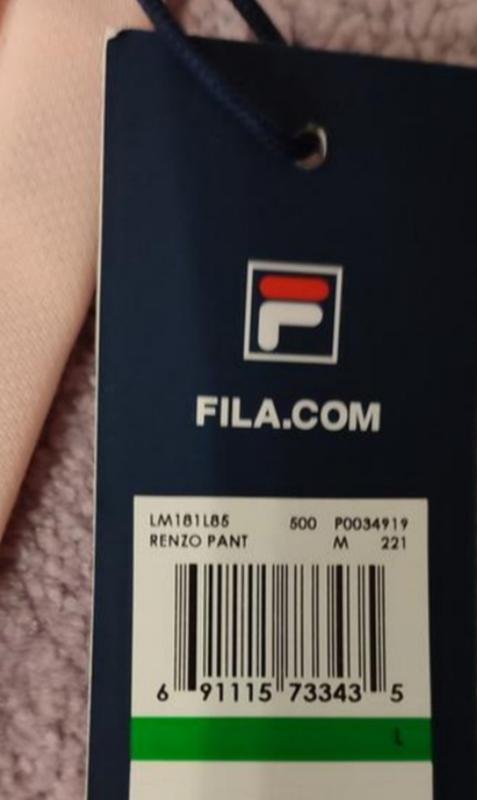 FILA.COM
LM181L85 500 P0034919
RENZO PANT M 221
6 91115 73343 5
L